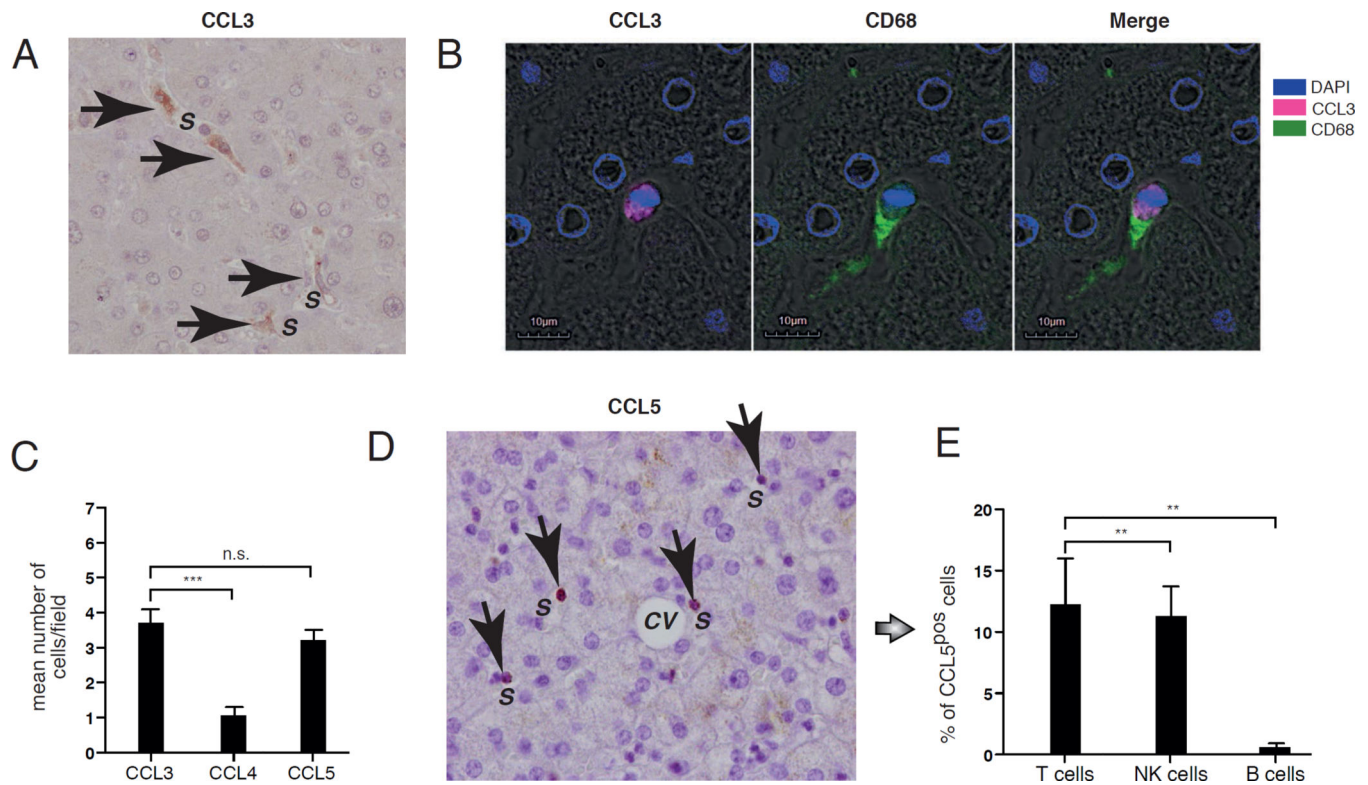 A
CCL3
S
S
S
B
CCL3
CD68
Merge
10µm
10µm
10µm
DAPI
CCL3
CD68
C
mean number of
cells/field
7
6
5
4
3
2
1
0
n.s.
***
CCL3
CCL4
CCL5
D
CCL5
S
S
CV
S
S
E
% of CCL5pos cells
20
15
10
5
0
**
**
T cells
NK cells
B cells